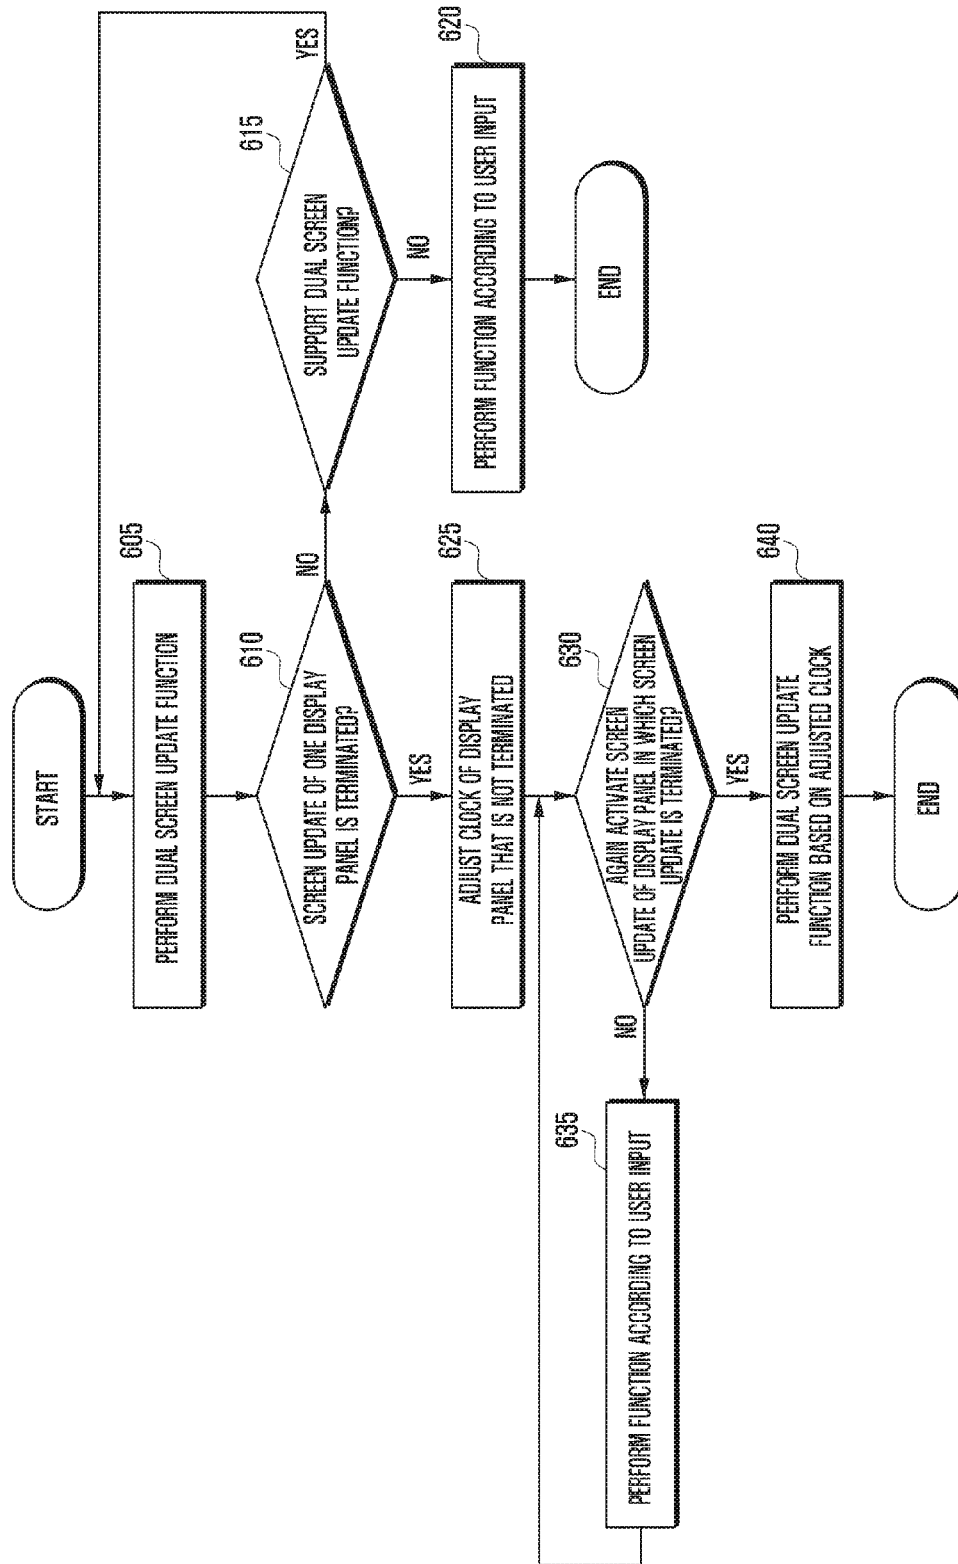 START
605
PERFORM DUAL SCREEN UPDATE FUNCTION
610
SCREEN UPDATE OF ONE DISPLAY
PANEL IS TERMINATED?
NO
YES
615
SUPPORT DUAL SCREEN
UPDATE FUNCTION?
YES
NO
620
PERFORM FUNCTION ACCORDING TO USER INPUT
END
625
ADJUST CLOCK OF DISPLAY
PANEL THAT IS NOT TERMINATED
630
AGAIN ACTIVATE SCREEN
UPDATE OF DISPLAY PANEL IN WHICH SCREEN
UPDATE IS TERMINATED?
NO
YES
635
PERFORM FUNCTION ACCORDING TO USER INPUT
640
PERFORM DUAL SCREEN UPDATE
FUNCTION BASED ON ADJUSTED CLOCK
END